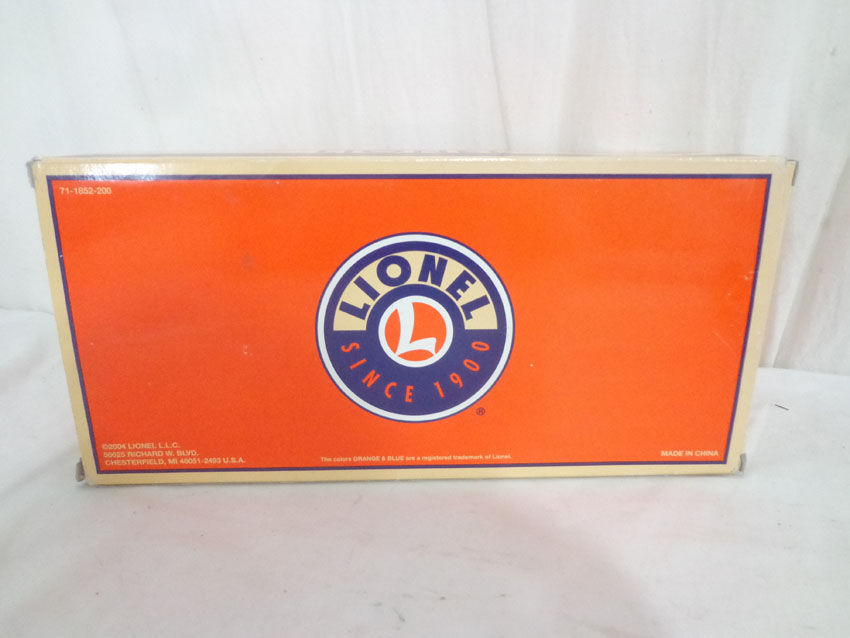 71-1852-200
LIONEL
L
SINCE 1900
®
©2004 LIONEL L.L.C.
50625 RICHARD W. BLVD.
CHESTERFIELD, MI 48051-2493 U.S.A.
The colors ORANGE & BLUE are a registered trademark of Lionel.
MADE IN CHINA